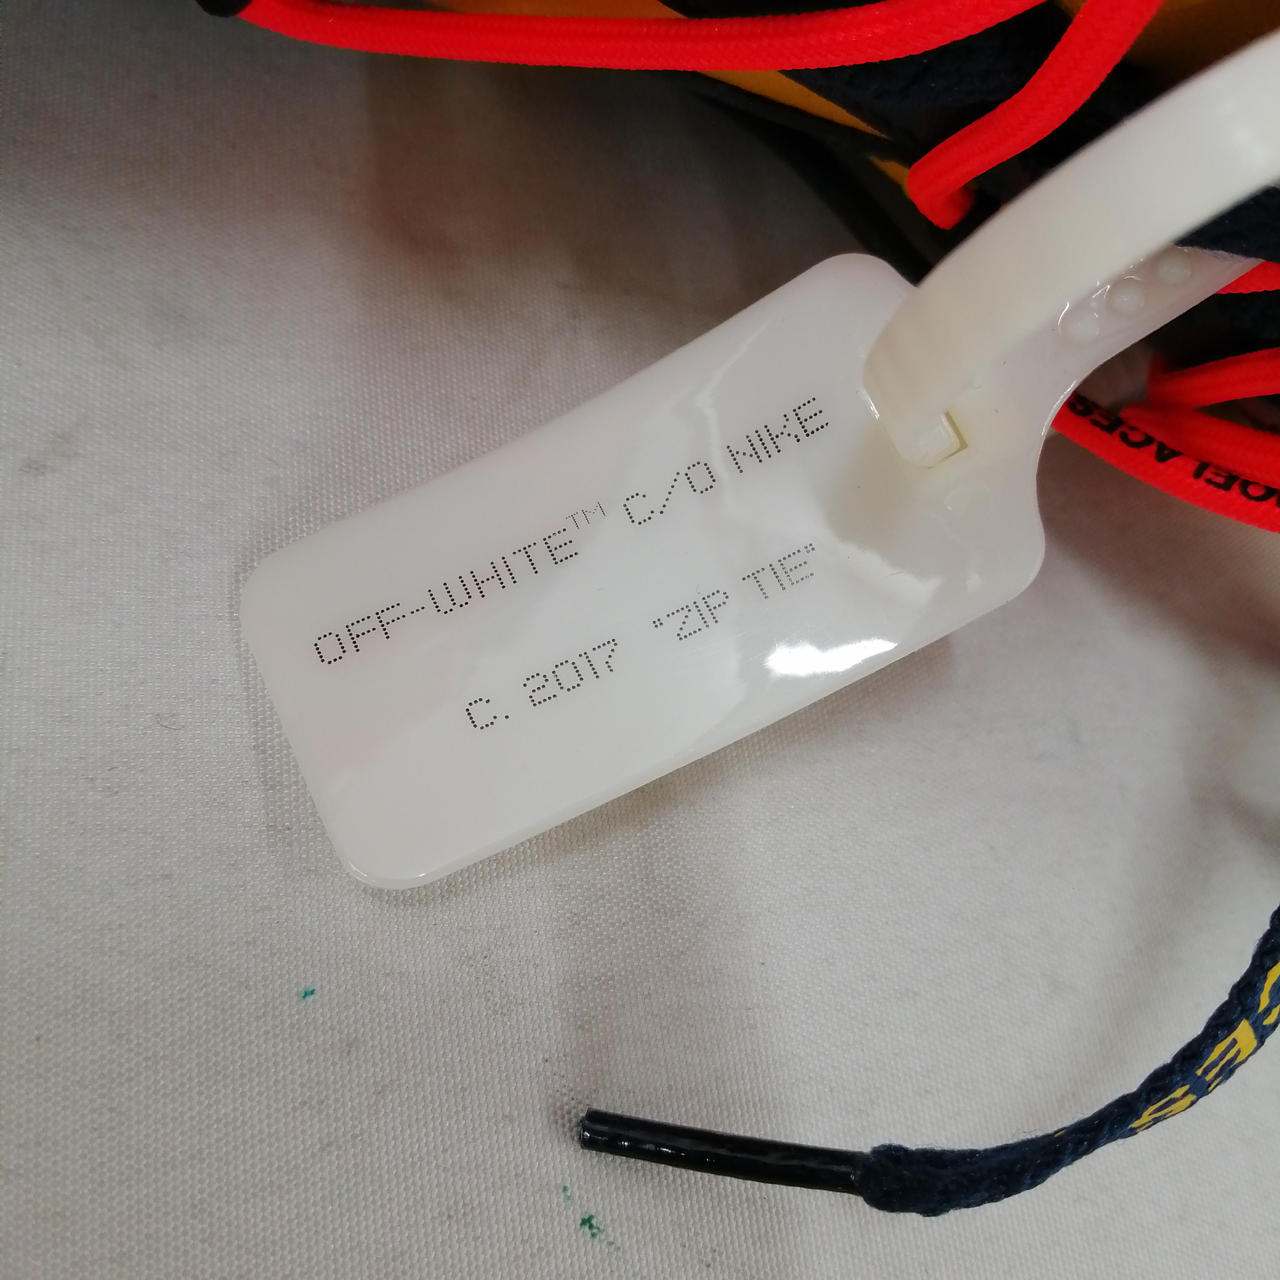 OFF-WHITE™ C/O NIKE
C. 2017 "ZIP TIE"